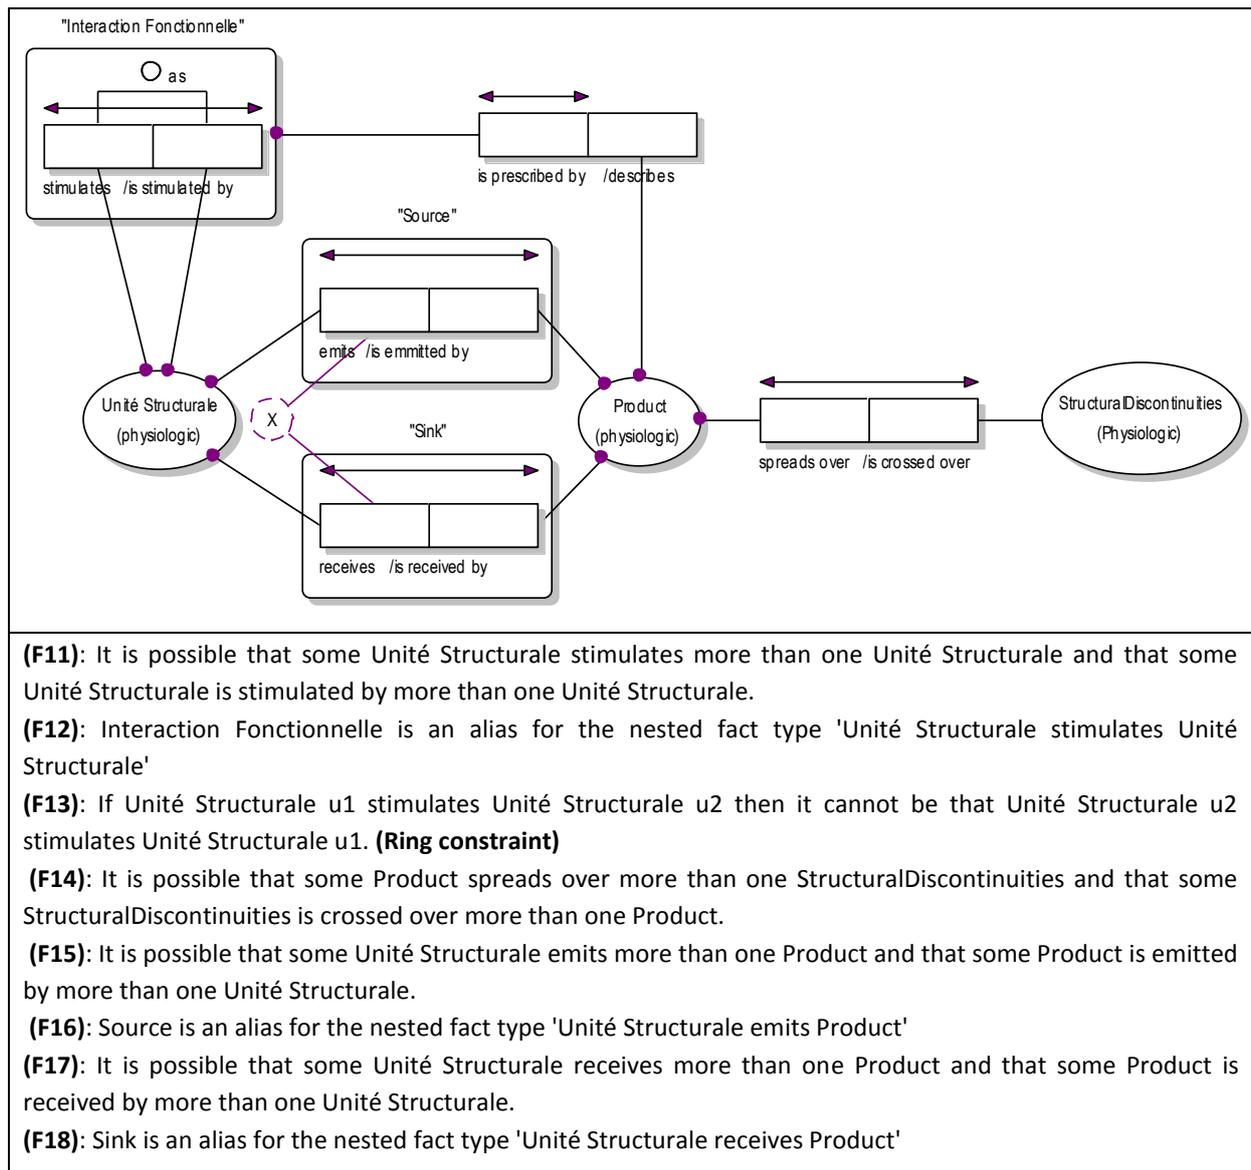 "Interaction Fonctionnelle"
as
stimulates /is stimulated by
is prescribed by /describes
"Source"
emits /is emmitted by
Unité Structurale
(physiologic)
X
"Sink"
receives /is received by
Product
(physiologic)
spreads over /is crossed over
StructuralDiscontinuities
(Physiologic)
(F11): It is possible that some Unité Structurale stimulates more than one Unité Structurale and that some
Unité Structurale is stimulated by more than one Unité Structurale.
(F12): Interaction Fonctionnelle is an alias for the nested fact type 'Unité Structurale stimulates Unité
Structurale'
(F13): If Unité Structurale u1 stimulates Unité Structurale u2 then it cannot be that Unité Structurale u2
stimulates Unité Structurale u1. (Ring constraint)
(F14): It is possible that some Product spreads over more than one StructuralDiscontinuities and that some
StructuralDiscontinuities is crossed over more than one Product.
(F15): It is possible that some Unité Structurale emits more than one Product and that some Product is emitted
by more than one Unité Structurale.
(F16): Source is an alias for the nested fact type 'Unité Structurale emits Product'
(F17): It is possible that some Unité Structurale receives more than one Product and that some Product is
received by more than one Unité Structurale.
(F18): Sink is an alias for the nested fact type 'Unité Structurale receives Product'